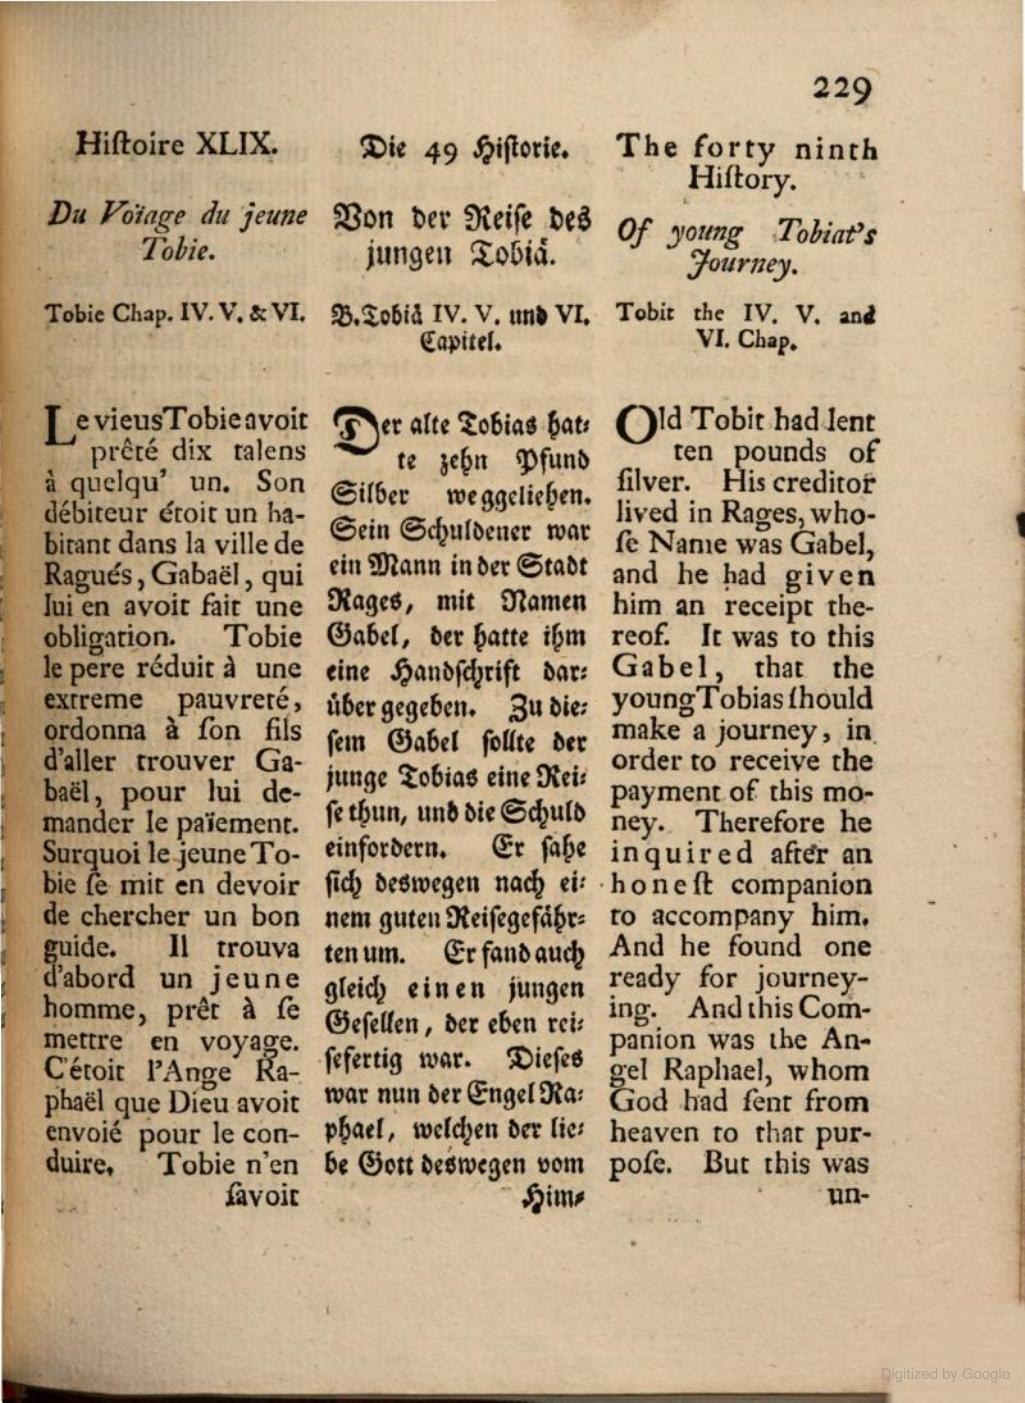 229
Hiſtoire XLIX.
Du Voïage du jeune
Tobie.
Tobie Chap. IV. V. & VI.
Le vieus Tobie avoit
prêté dix talens
à quelqu' un. Son
débiteur étoit un ha-
bitant dans la ville de
Ragués, Gabaël, qui
lui en avoit fait une
obligation. Tobie
le pere réduit à une
extreme pauvreté,
ordonna à ſon fils
d'aller trouver Ga-
baël, pour lui de-
mander le païement.
Surquoi le jeune To-
bie ſe mit en devoir
de chercher un bon
guide. Il trouva
d'abord un jeune
homme, prêt à ſe
mettre en voyage.
C'étoit l'Ange Ra-
phaël que Dieu avoit
envoié pour le con-
duire. Tobie n'en
ſavoit
Die 49 Hiſtorie.
Von der Reiſe des
jungen Tobiä.
B. Tobiä IV. V. und VI.
Capitel.
Der alte Tobias hat-
te zehn Pfund
Silber weggeliehen.
Sein Schuldener war
ein Mann in der Stadt
Rages, mit Namen
Gabel, der hatte ihm
eine Handſchrift dar-
über gegeben. Zu die-
ſem Gabel ſollte der
junge Tobias eine Rei-
ſe thun, und die Schuld
einfordern. Er ſahe
ſich deswegen nach ei-
nem guten Reiſegefähr-
ten um. Er fand auch
gleich einen jungen
Geſellen, der eben rei-
ſefertig war. Dieſes
war nun der Engel Ra-
phael, welchen der lie-
be Gott deswegen vom
Him-
The forty ninth
Hiſtory.
Of young Tobiat's
Journey.
Tobit the IV. V. and
VI. Chap.
Old Tobit had lent
ten pounds of
ſilver. His creditor
lived in Rages, who-
ſe Name was Gabel,
and he had given
him an receipt the-
reof. It was to this
Gabel, that the
young Tobias ſhould
make a journey, in
order to receive the
payment of this mo-
ney. Therefore he
inquired after an
honeſt companion
to accompany him.
And he found one
ready for journey-
ing. And this Com-
panion was the An-
gel Raphael, whom
God had ſent from
heaven to that pur-
poſe. But this was
un-
Digitized by Google